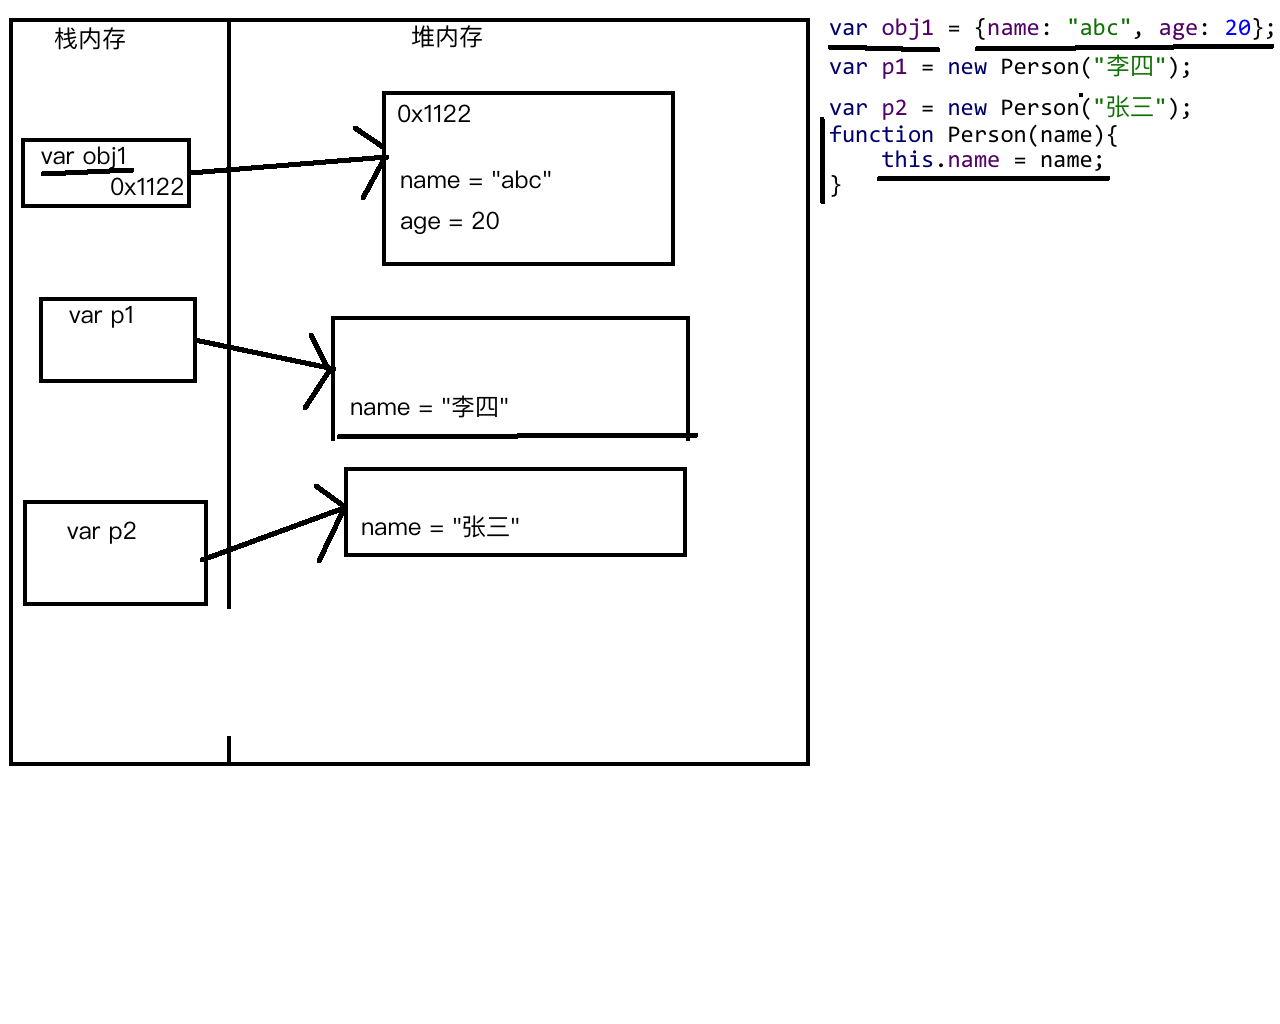 栈内存
堆内存
var obj1
0x1122
0x1122
name = "abc"
age = 20
var p1
name = "李四"
var p2
name = "张三"
var obj1 = {name: "abc", age: 20};
var p1 = new Person("李四");
var p2 = new Person("张三");
function Person(name){
    this.name = name;
}